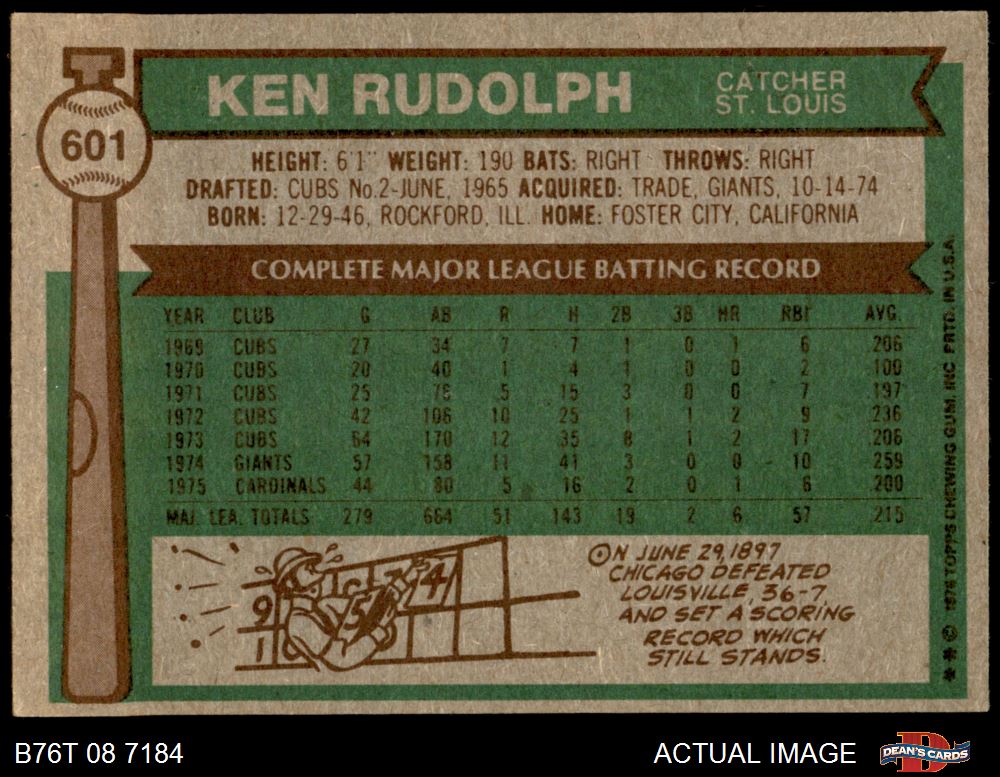 601
KEN RUDOLPH
CATCHER
ST. LOUIS
HEIGHT: 6'1" WEIGHT: 190 BATS: RIGHT THROWS: RIGHT
DRAFTED: CUBS No.2-JUNE, 1965 ACQUIRED: TRADE, GIANTS, 10-14-74
BORN: 12-29-46, ROCKFORD, ILL. HOME: FOSTER CITY, CALIFORNIA
COMPLETE MAJOR LEAGUE BATTING RECORD
YEAR CLUB G AB R H 2B 3B HR RBI AVG.
1969 CUBS 27 34 7 7 1 0 1 6 .206
1970 CUBS 20 40 1 4 1 0 0 2 .100
1971 CUBS 25 76 5 15 3 0 0 7 .197
1972 CUBS 42 106 10 25 1 1 2 9 .236
1973 CUBS 64 170 12 35 8 1 2 17 .206
1974 GIANTS 57 158 11 41 3 0 0 10 .259
1975 CARDINALS 44 80 5 16 2 0 1 6 .200
MAJ. LEA. TOTALS 279 664 51 143 19 2 6 57 .215
ON JUNE 29, 1897
CHICAGO DEFEATED
LOUISVILLE, 36-7,
AND SET A SCORING
RECORD WHICH
STILL STANDS.
9 5 4
1
* * © 1976 TOPPS CHEWING GUM, INC. PRTD. IN U.S.A.
B76T 08 7184
ACTUAL IMAGE
D
DEAN'S CARDS